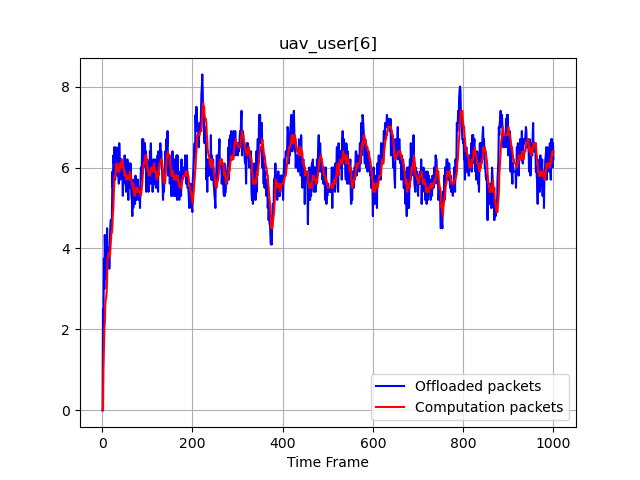 uav_user[6]
8
6
4
2
0
Offloaded packets
Computation packets
0 200 400 600 800 1000
Time Frame